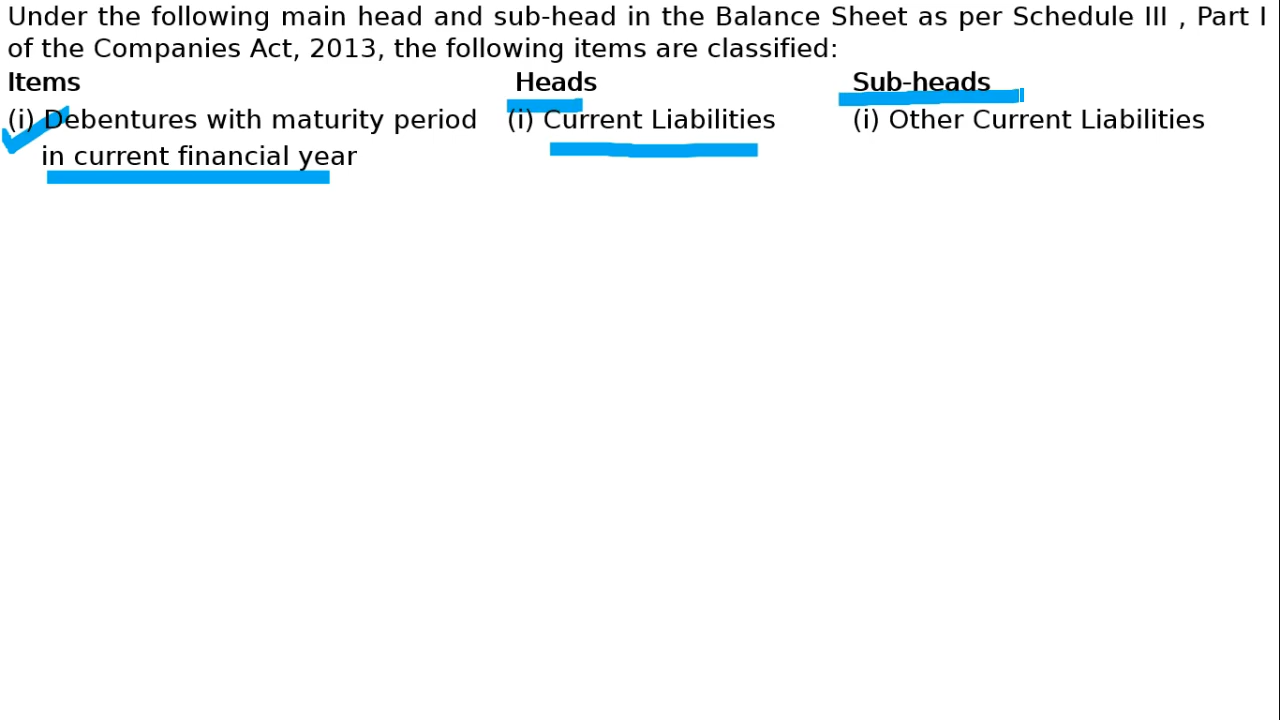 Under the following main head and sub-head in the Balance Sheet as per Schedule III , Part I
of the Companies Act, 2013, the following items are classified:
Items Heads Sub-heads
(i) Debentures with maturity period (i) Current Liabilities (i) Other Current Liabilities
in current financial year